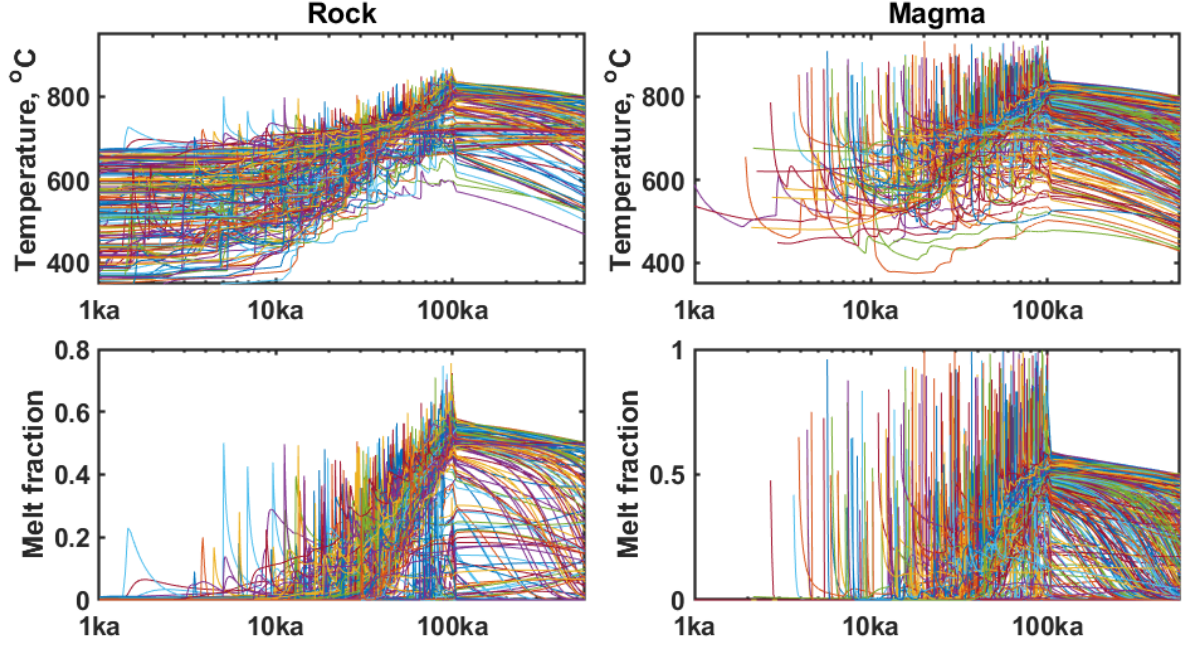 Rock
Magma
Temperature, °C
800
600
400
1ka
10ka
100ka
Temperature, °C
800
600
400
1ka
10ka
100ka
Melt fraction
0.8
0.6
0.4
0.2
0
1ka
10ka
100ka
Melt fraction
1
0.5
0
1ka
10ka
100ka